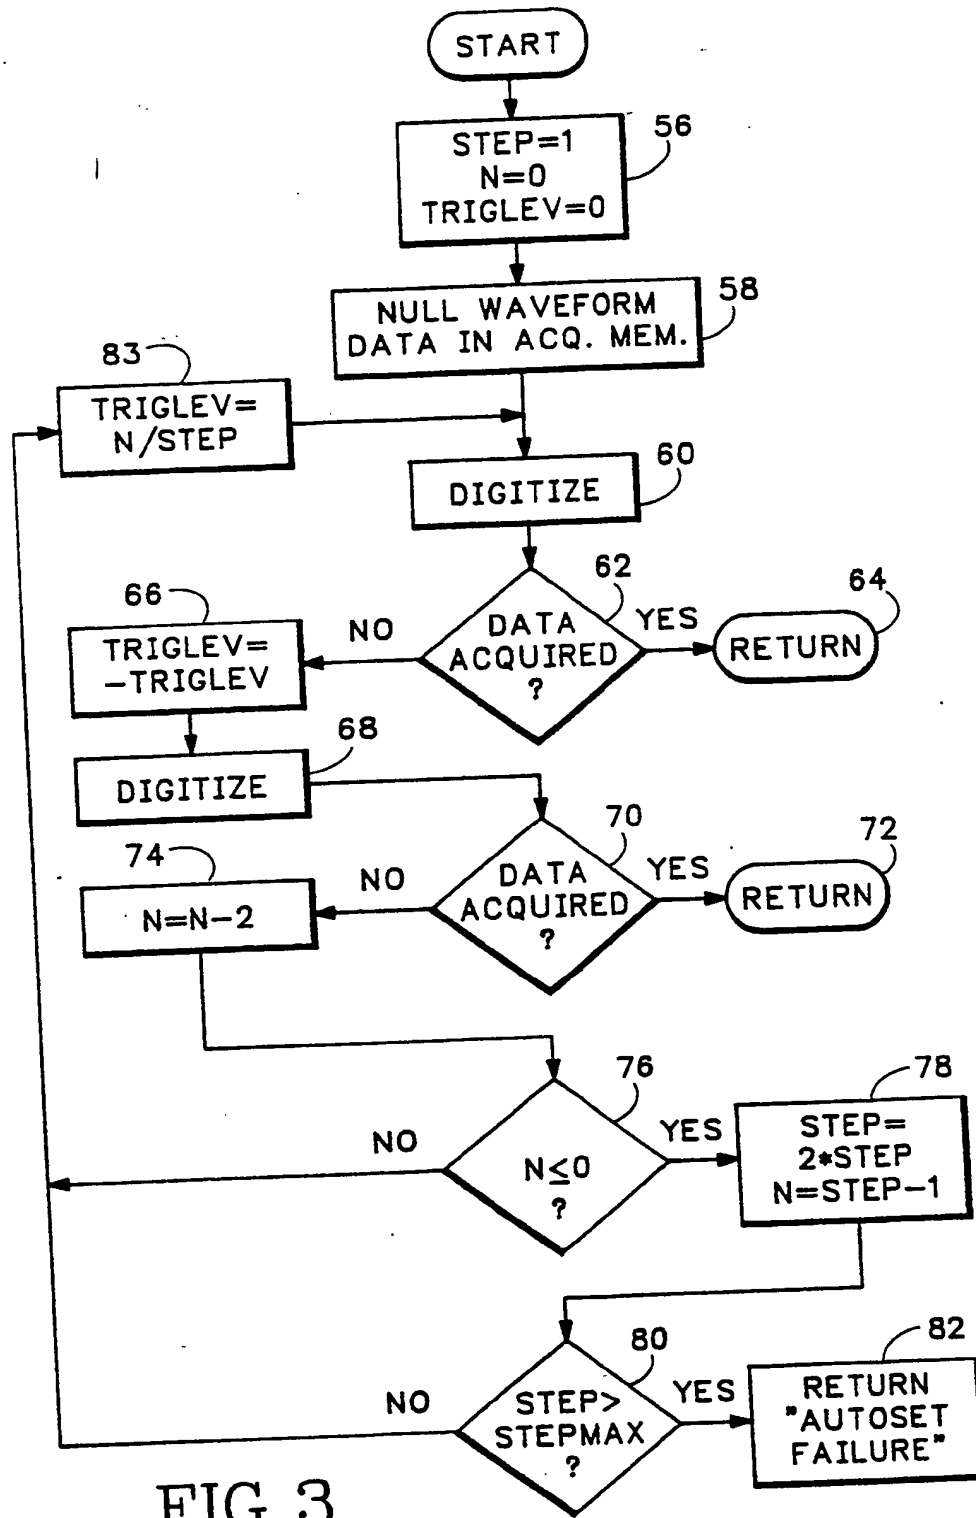 START
56
STEP=1
N=0
TRIGLEV=0
58
NULL WAVEFORM
DATA IN ACQ. MEM.
83
TRIGLEV=
N/STEP
60
DIGITIZE
62
DATA
ACQUIRED
?
NO
YES
64
RETURN
66
TRIGLEV=
-TRIGLEV
68
DIGITIZE
70
DATA
ACQUIRED
?
NO
YES
72
RETURN
74
N=N-2
76
N≤0
?
NO
YES
78
STEP=
2*STEP
N=STEP-1
80
STEP>
STEPMAX
?
NO
YES
82
RETURN
"AUTOSET
FAILURE"
FIG. 3